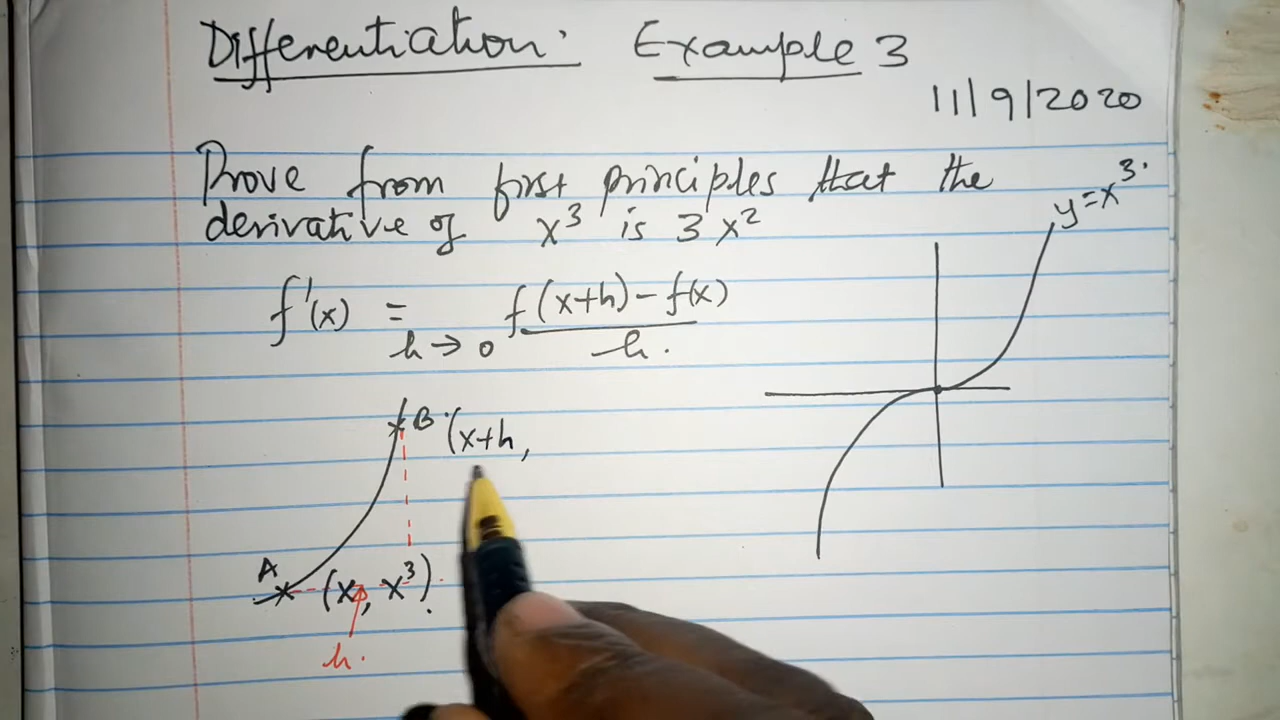 Differentiation. Example 3
11/9/2020
Prove from first principles that the
derivative of x³ is 3x²
y=x³.
f'(x) = f(x+h)-f(x)
h→0 h.
B (x+h,
A (x, x³).
h.